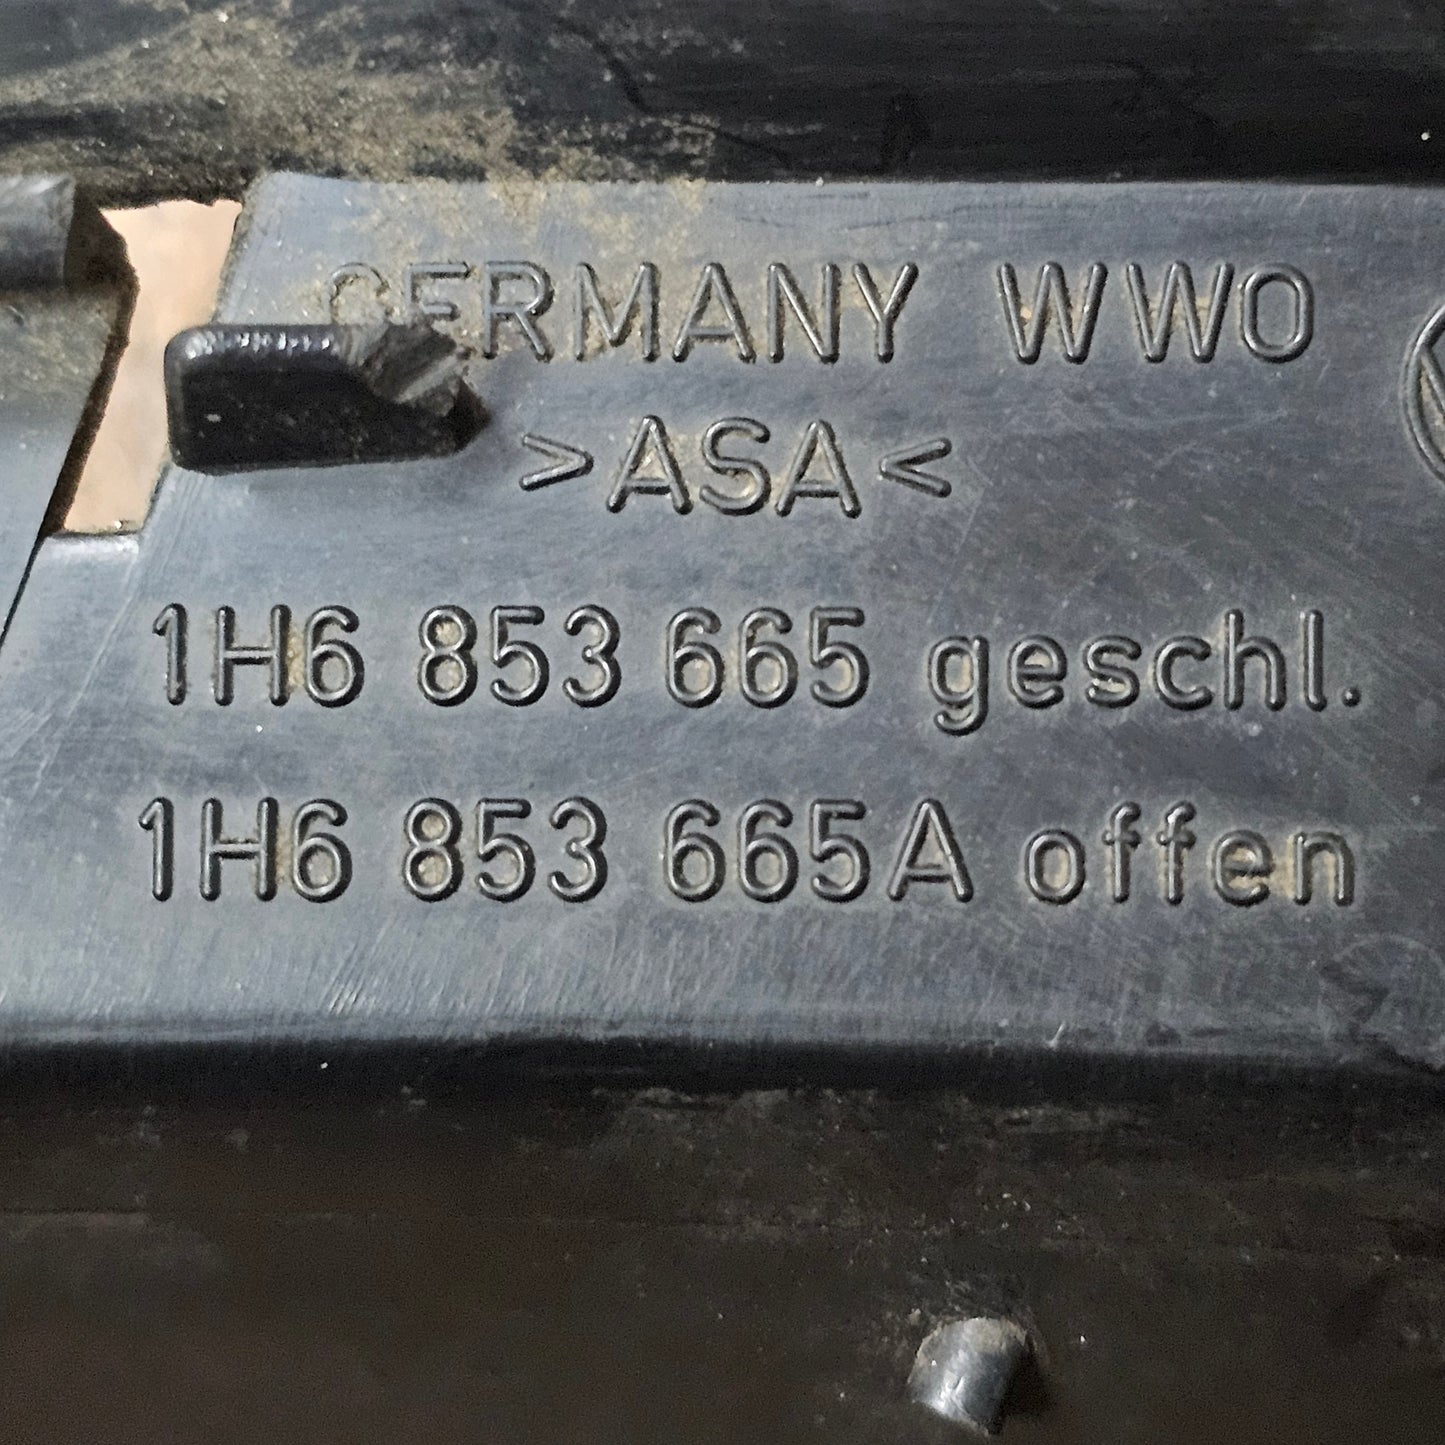 GERMANY WWO
>ASA<
1H6 853 665 geschl.
1H6 853 665A offen